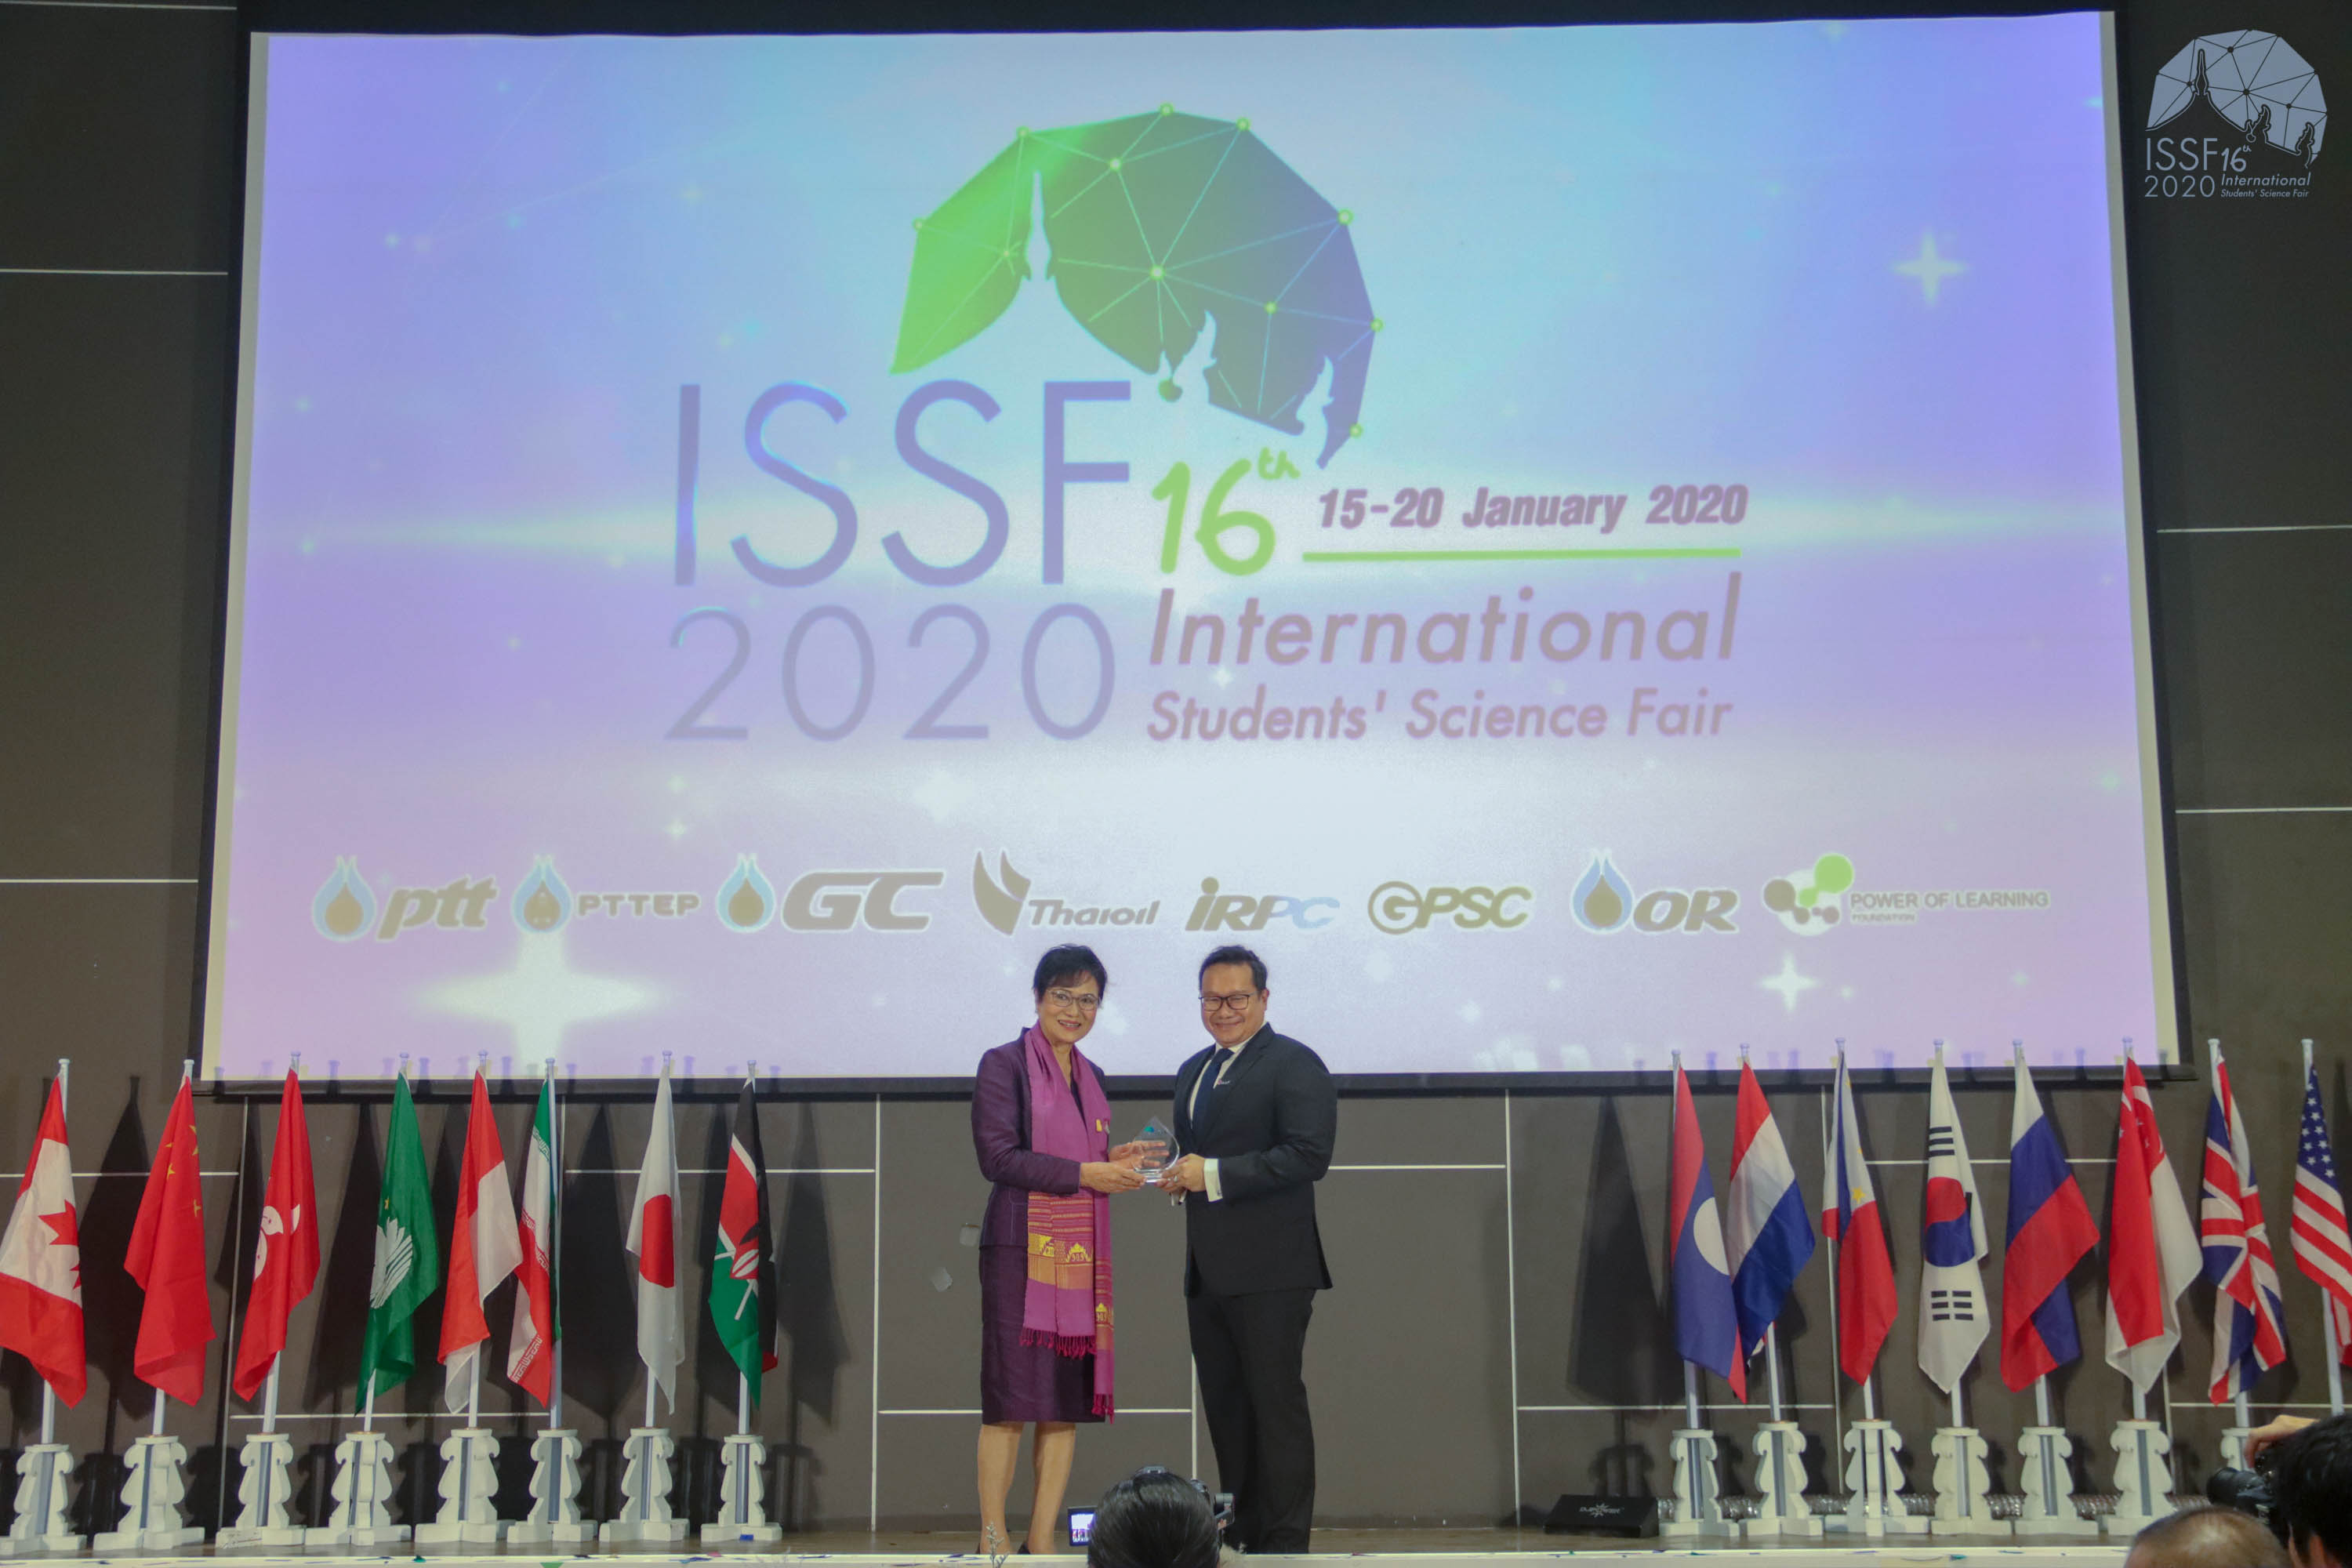 ISSF 16th
2020 International
Students' Science Fair
ISSF 16th 15-20 January 2020
2020 International
Students' Science Fair
ptt PTTEP GC Thaioil IRPC GPSC OR POWER OF LEARNING
FOUNDATION